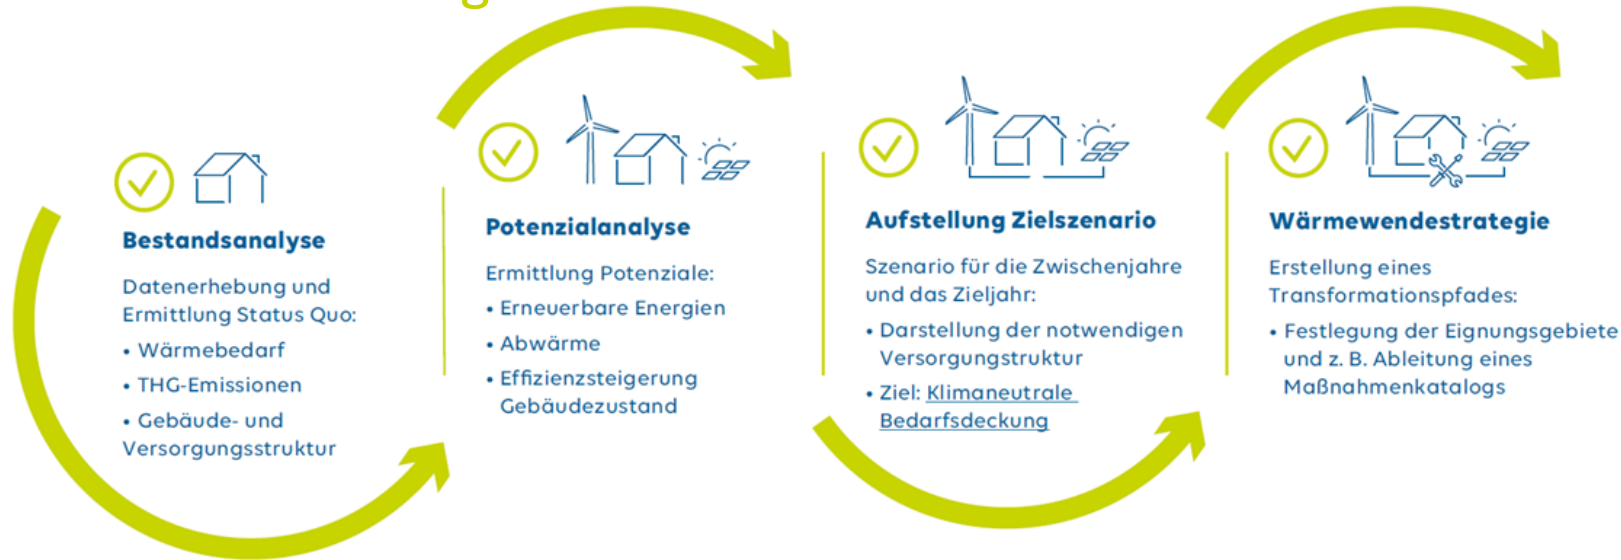 Bestandsanalyse
Datenerhebung und
Ermittlung Status Quo:
• Wärmebedarf
• THG-Emissionen
• Gebäude- und
Versorgungsstruktur
Potenzialanalyse
Ermittlung Potenziale:
• Erneuerbare Energien
• Abwärme
• Effizienzsteigerung
Gebäudezustand
Aufstellung Zielszenario
Szenario für die Zwischenjahre
und das Zieljahr:
• Darstellung der notwendigen
Versorgungstruktur
• Ziel: Klimaneutrale
Bedarfsdeckung
Wärmewendestrategie
Erstellung eines
Transformationspfades:
• Festlegung der Eignungsgebiete
und z. B. Ableitung eines
Maßnahmenkatalogs